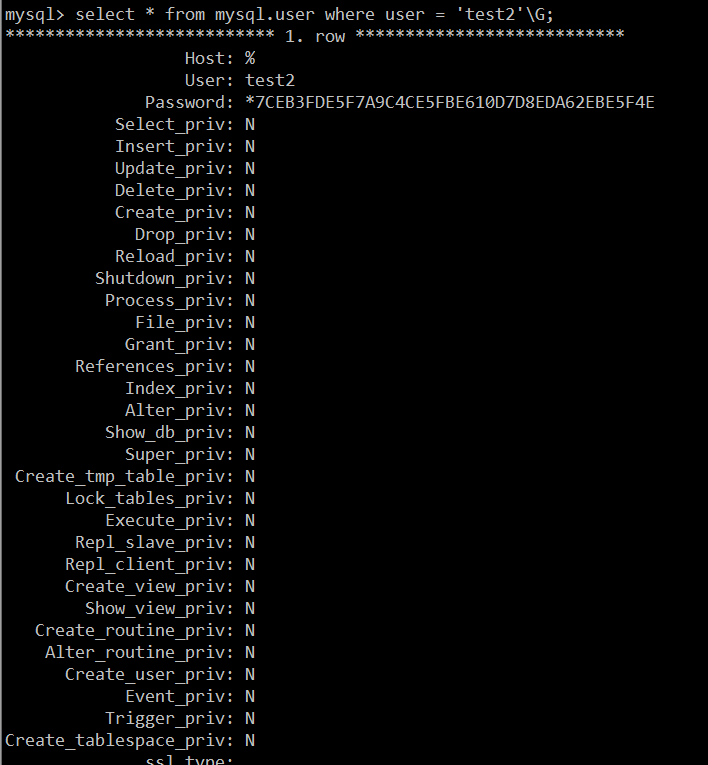 mysql> select * from mysql.user where user = 'test2'\G;
*************************** 1. row ***************************
Host: %
User: test2
Password: *7CEB3FDE5F7A9C4CE5FBE610D7D8EDA62EBE5F4E
Select_priv: N
Insert_priv: N
Update_priv: N
Delete_priv: N
Create_priv: N
Drop_priv: N
Reload_priv: N
Shutdown_priv: N
Process_priv: N
File_priv: N
Grant_priv: N
References_priv: N
Index_priv: N
Alter_priv: N
Show_db_priv: N
Super_priv: N
Create_tmp_table_priv: N
Lock_tables_priv: N
Execute_priv: N
Repl_slave_priv: N
Repl_client_priv: N
Create_view_priv: N
Show_view_priv: N
Create_routine_priv: N
Alter_routine_priv: N
Create_user_priv: N
Event_priv: N
Trigger_priv: N
Create_tablespace_priv: N
ssl_type: